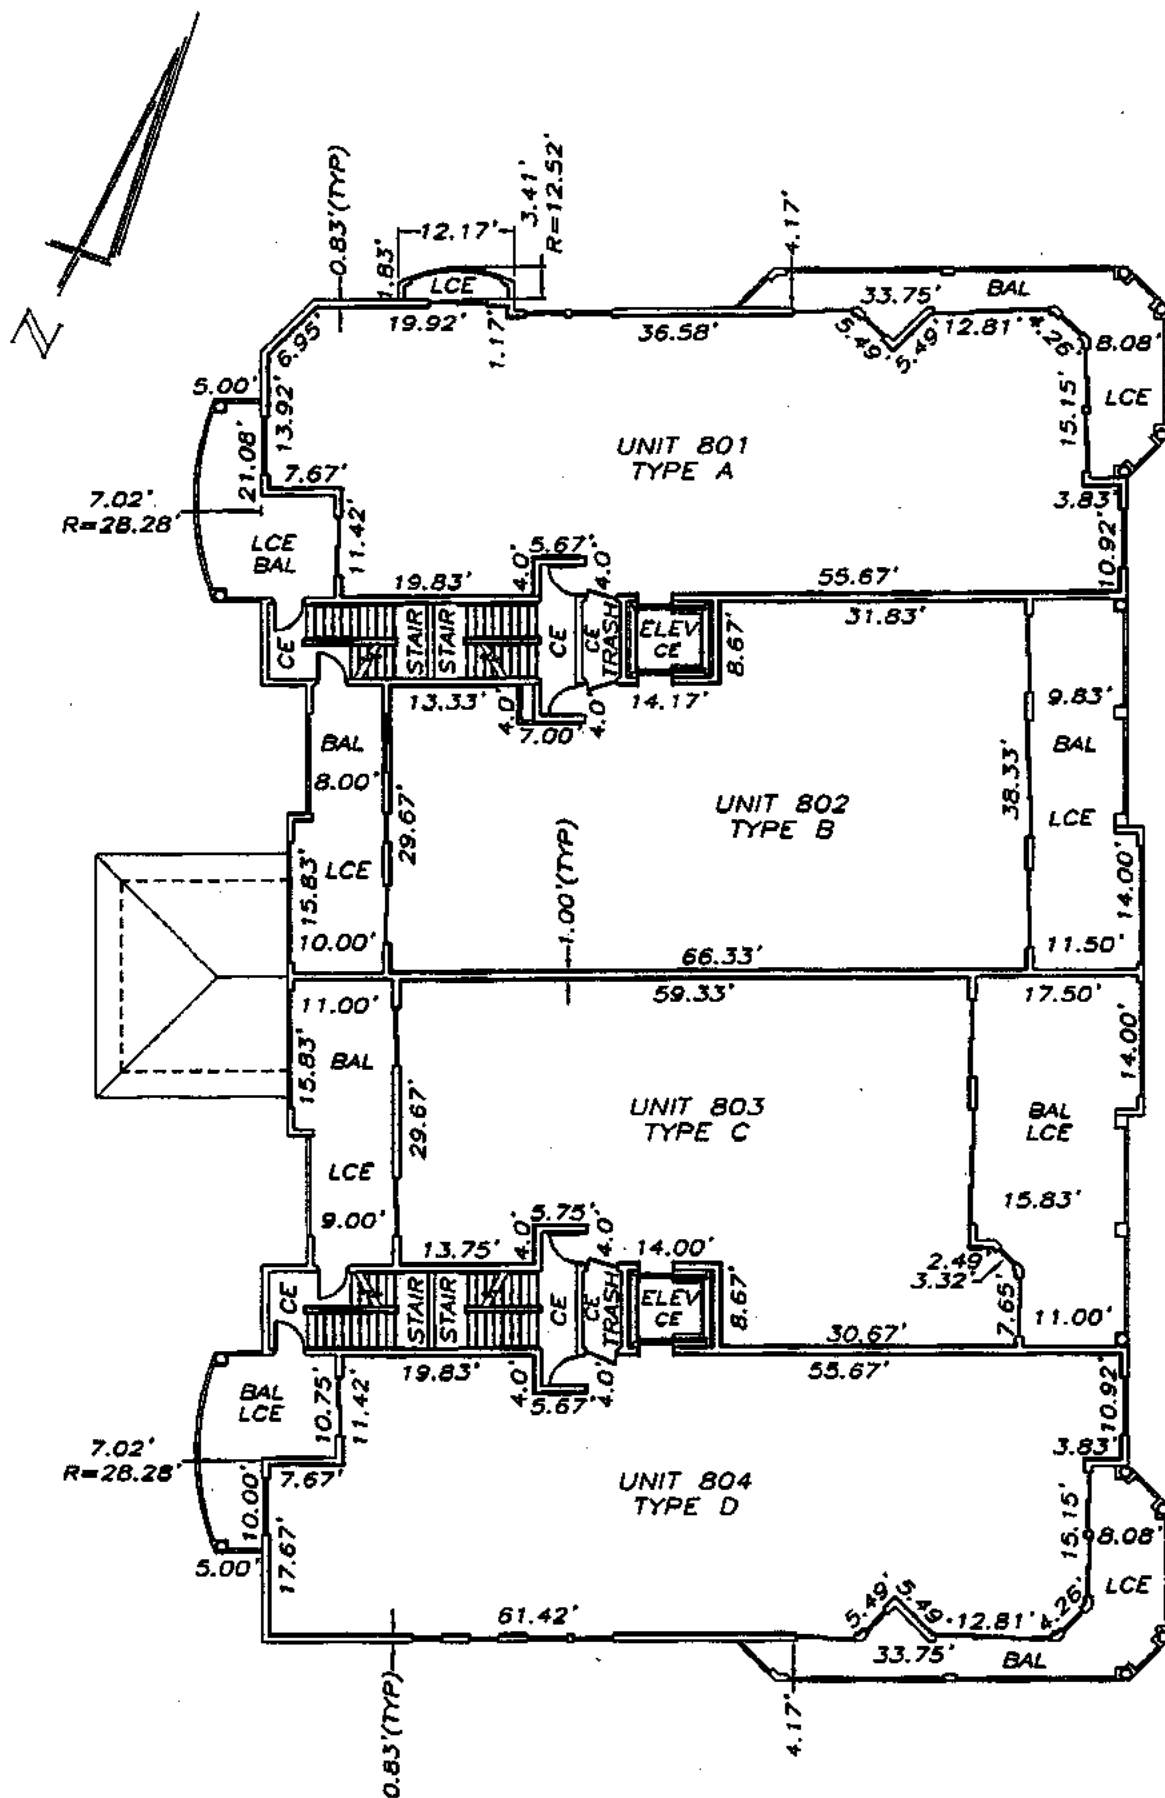 N
0.83'(TYP)
12.17'
3.41'
R=12.52'
1.83'
LCE
4.17'
33.75'
BAL
19.92'
1.17'
36.58'
5.49'
5.49'
12.81'
4.26'
8.08'
6.95'
5.00'
13.92'
21.08'
15.15'
LCE
UNIT 801
TYPE A
7.67'
7.02'
R=28.28'
11.42'
3.83'
10.92'
LCE
BAL
5.67'
4.0'
4.0'
19.83'
55.67'
31.83'
CE
STAIR
STAIR
CE
CE
TRASH
ELEV
CE
8.67'
13.33'
4.0'
7.00'
4.0'
14.17'
9.83'
BAL
8.00'
BAL
38.33'
UNIT 802
TYPE B
LCE
29.67'
1.00'(TYP)
14.00'
LCE
15.83'
10.00'
66.33'
11.50'
59.33'
11.00'
17.50'
15.83'
BAL
14.00'
29.67'
UNIT 803
TYPE C
BAL
LCE
LCE
15.83'
9.00'
5.75'
4.0'
4.0'
13.75'
14.00'
2.49'
3.32'
CE
STAIR
STAIR
CE
CE
TRASH
ELEV
CE
8.67'
7.65'
11.00'
30.67'
19.83'
55.67'
4.0'
5.67'
4.0'
10.75'
11.42'
10.92'
BAL
LCE
3.83'
7.02'
R=28.28'
7.67'
UNIT 804
TYPE D
10.00'
15.15'
8.08'
5.00'
17.67'
LCE
61.42'
5.49'
5.49'
12.81'
4.26'
33.75'
BAL
0.83'(TYP)
4.17'